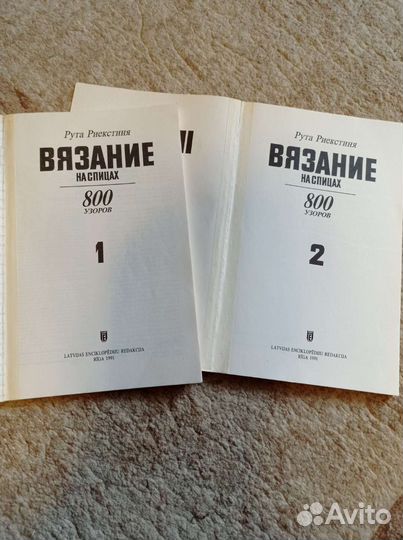 Рута Риекстиня
ВЯЗАНИЕ
НА СПИЦАХ
800
УЗОРОВ
1
LATVIJAS ENCIKLOPĒDIJU REDAKCIJA
RĪGA 1991
Рута Риекстиня
ВЯЗАНИЕ
НА СПИЦАХ
800
УЗОРОВ
2
LATVIJAS ENCIKLOPĒDIJU REDAKCIJA
RĪGA 1991
Avito